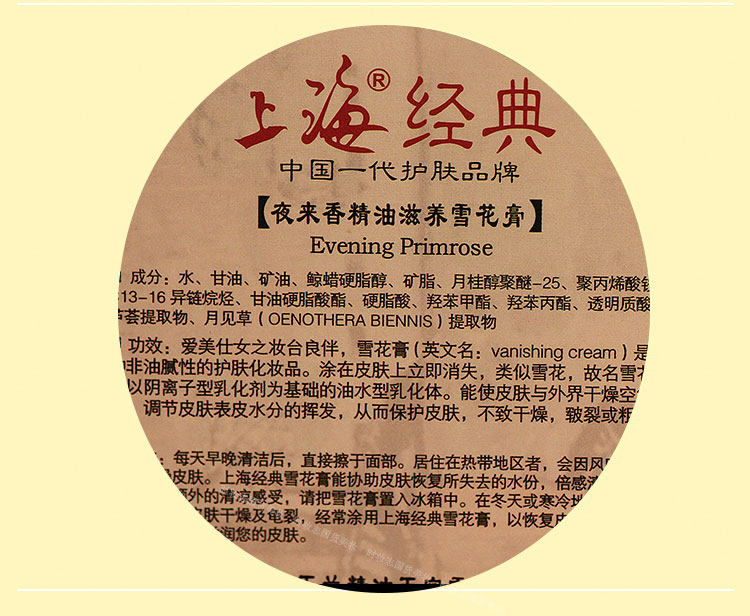 上海®经典
中国一代护肤品牌
【夜来香精油滋养雪花膏】
Evening Primrose
成分：水、甘油、矿油、鲸蜡硬脂醇、矿脂、月桂醇聚醚-25、聚丙烯酸
13-16 异链烷烃、甘油硬脂酸酯、硬脂酸、羟苯甲酯、羟苯丙酯、透明质酸
芦荟提取物、月见草（OENOTHERA BIENNIS）提取物
功效：爱美仕女之妆台良伴，雪花膏（英文名：vanishing cream）是
非油腻性的护肤化妆品。涂在皮肤上立即消失，类似雪花，故名雪
以阴离子型乳化剂为基础的油水型乳化体。能使皮肤与外界干燥空
调节皮肤表皮水分的挥发，从而保护皮肤，不致干燥，皲裂或粗
：每天早晚清洁后，直接擦于面部。居住在热带地区者，会因风
皮肤。上海经典雪花膏能协助皮肤恢复所失去的水份，倍感
外的清凉感受，请把雪花膏置入冰箱中。在冬天或寒冷地
肤干燥及龟裂，经常涂用上海经典雪花膏，以恢复皮
润您的皮肤。